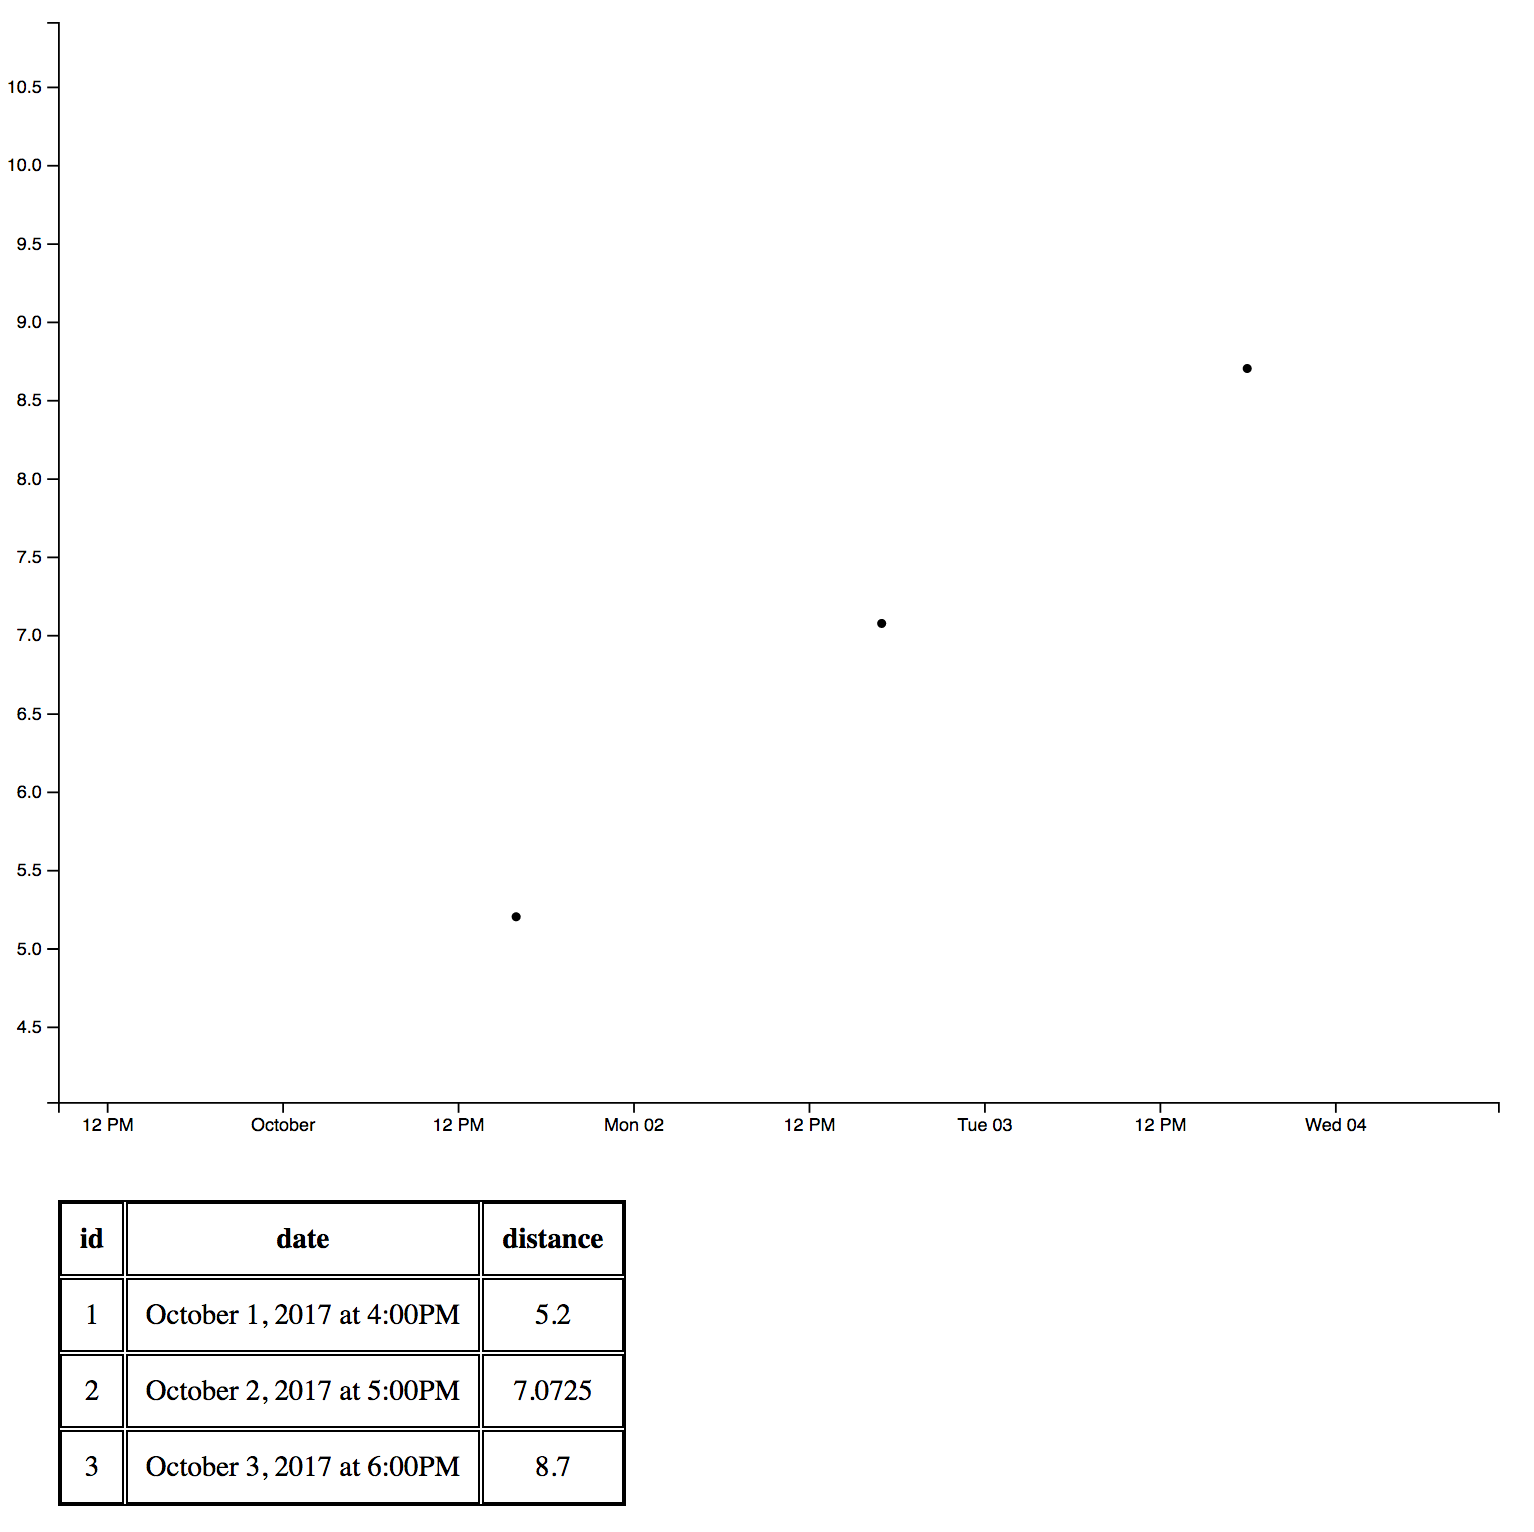 10.5
10.0
9.5
9.0
8.5
8.0
7.5
7.0
6.5
6.0
5.5
5.0
4.5
12 PM October 12 PM Mon 02 12 PM Tue 03 12 PM Wed 04
id date distance
1 October 1, 2017 at 4:00PM 5.2
2 October 2, 2017 at 5:00PM 7.0725
3 October 3, 2017 at 6:00PM 8.7